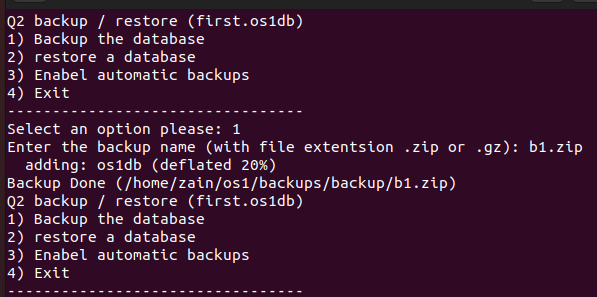 Q2 backup / restore (first.os1db)
1) Backup the database
2) restore a database
3) Enabel automatic backups
4) Exit
---------------------------------
Select an option please: 1
Enter the backup name (with file extentsion .zip or .gz): b1.zip
  adding: os1db (deflated 20%)
Backup Done (/home/zain/os1/backups/backup/b1.zip)
Q2 backup / restore (first.os1db)
1) Backup the database
2) restore a database
3) Enabel automatic backups
4) Exit
---------------------------------